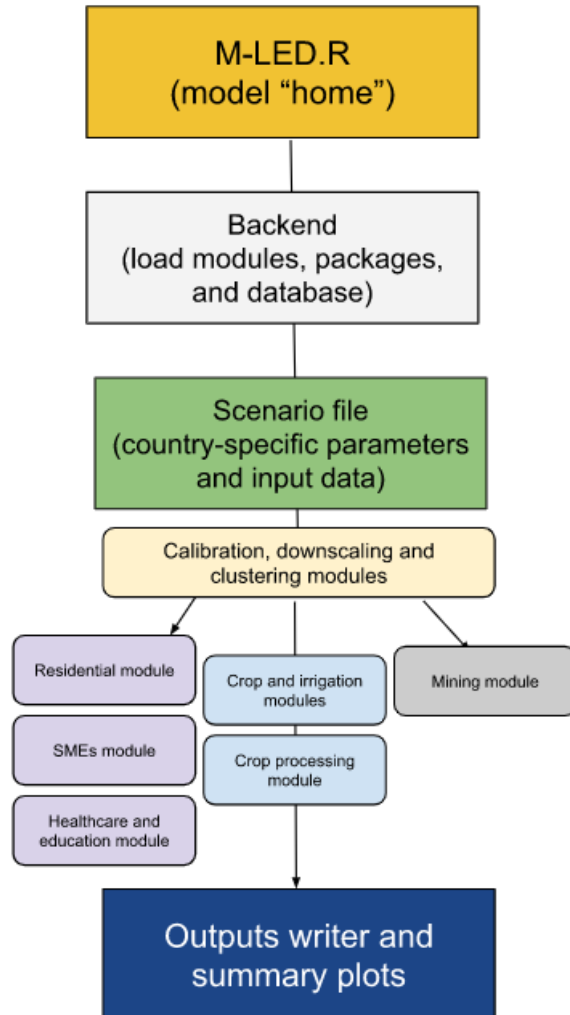 M-LED.R
(model “home”)
Backend
(load modules, packages,
and database)
Scenario file
(country-specific parameters
and input data)
Calibration, downscaling and
clustering modules
Residential module
SMEs module
Healthcare and
education module
Crop and irrigation
modules
Crop processing
module
Mining module
Outputs writer and
summary plots